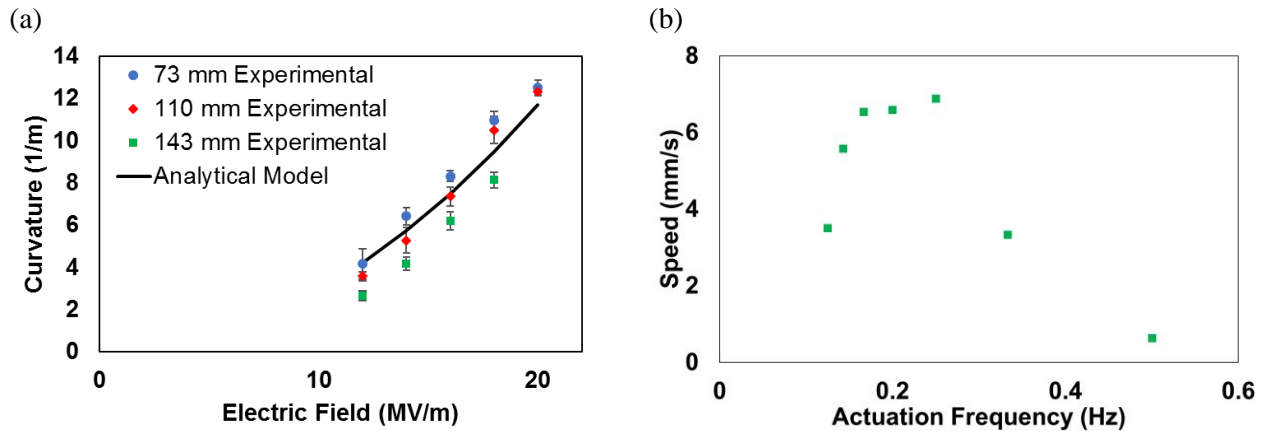 (a)
14
12
10
8
6
4
2
0
Curvature (1/m)
73 mm Experimental
110 mm Experimental
143 mm Experimental
Analytical Model
0
10
20
Electric Field (MV/m)
(b)
8
6
4
2
0
Speed (mm/s)
0
0.2
0.4
0.6
Actuation Frequency (Hz)